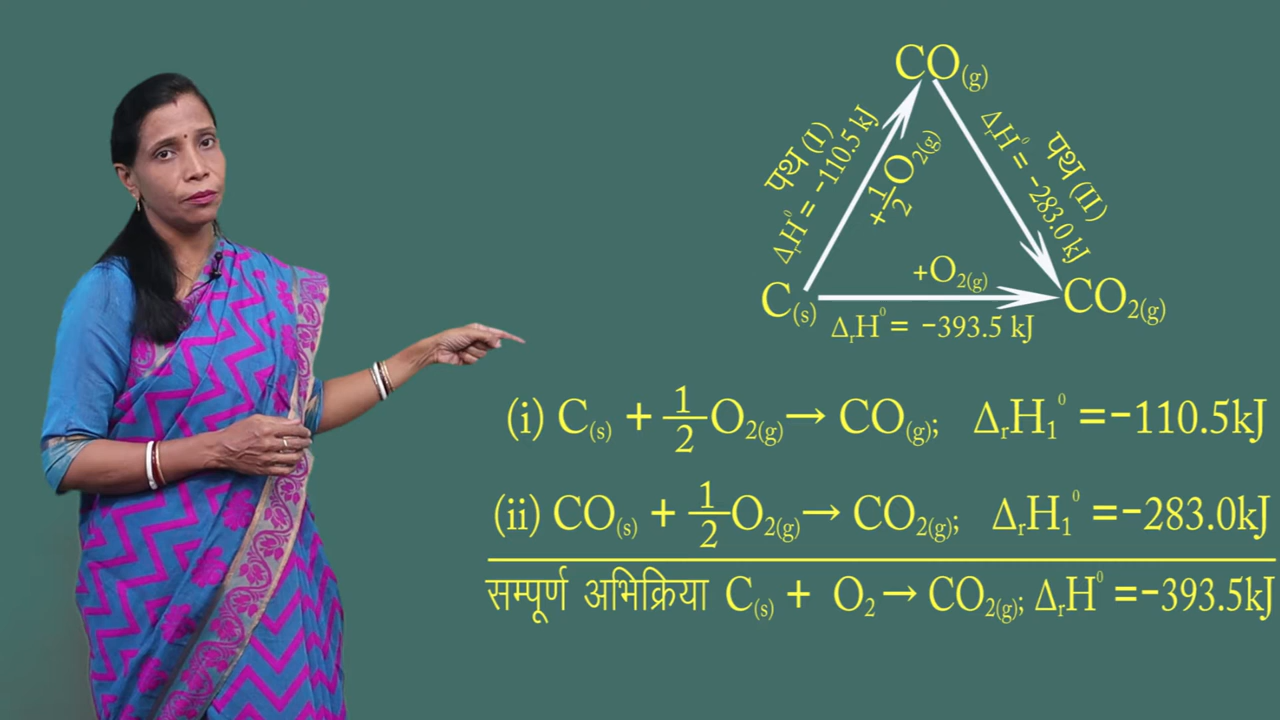 CO(g)
पथ (I)
ΔrH⁰ = −110.5 kJ
+½O2(g)
पथ (II)
ΔrH⁰ = −283.0 kJ
C(s)
+O2(g)
CO2(g)
ΔrH⁰ = −393.5 kJ
(i) C(s) + ½O2(g) → CO(g); ΔrH₁⁰ =−110.5kJ
(ii) CO(s) + ½O2(g) → CO2(g); ΔrH₁⁰ =−283.0kJ
सम्पूर्ण अभिक्रिया C(s) + O2 → CO2(g); ΔrH⁰ =−393.5kJ